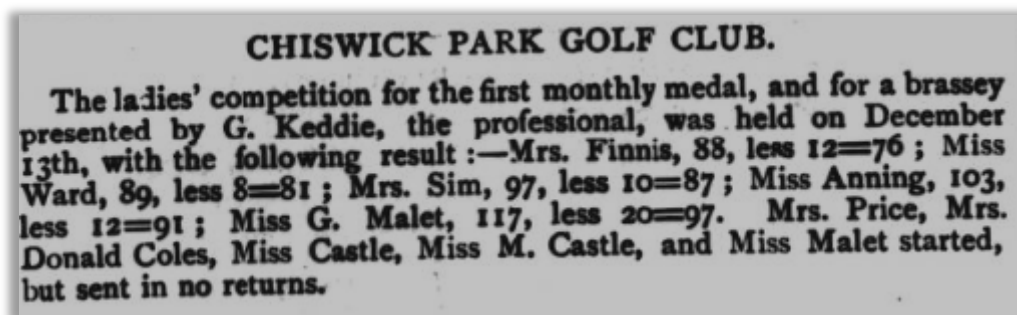 CHISWICK PARK GOLF CLUB.
The ladies' competition for the first monthly medal, and for a brassey
presented by G. Keddie, the professional, was held on December
13th, with the following result :—Mrs. Finnis, 88, less 12=76 ; Miss
Ward, 89, less 8=81 ; Mrs. Sim, 97, less 10=87 ; Miss Anning, 103,
less 12=91 ; Miss G. Malet, 117, less 20=97. Mrs. Price, Mrs.
Donald Coles, Miss Castle, Miss M. Castle, and Miss Malet started,
but sent in no returns.